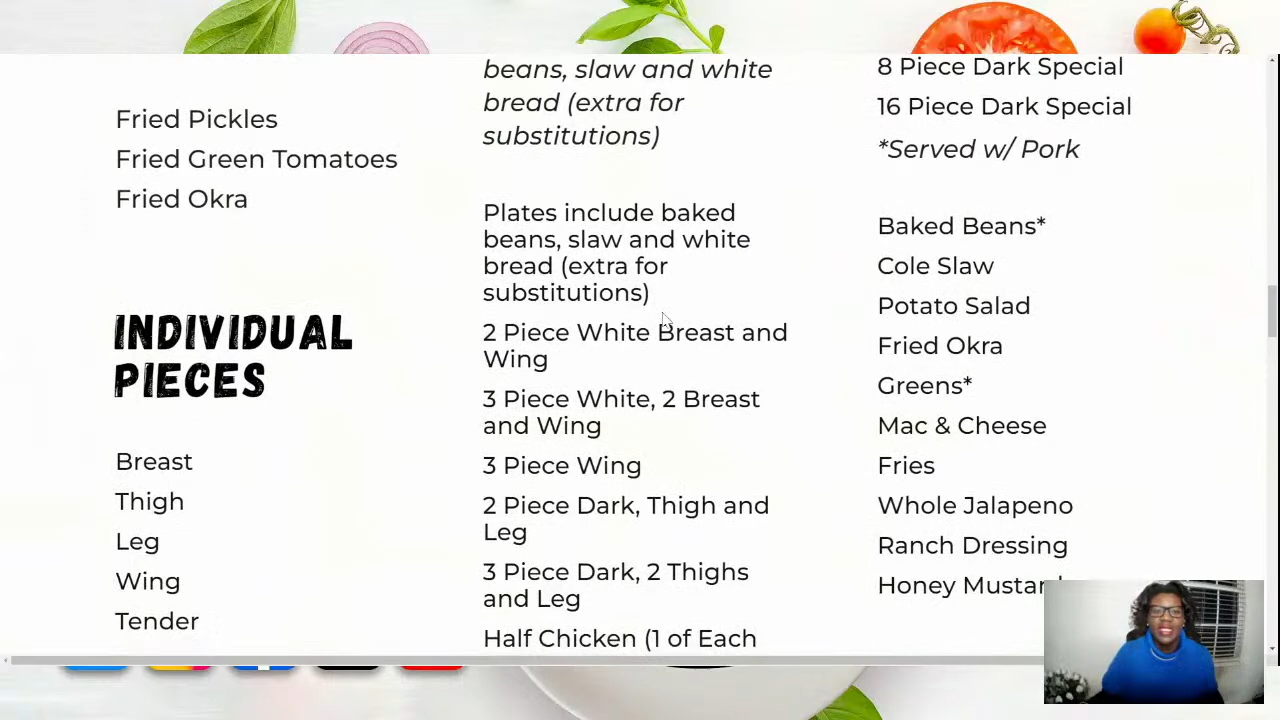 Fried Pickles
Fried Green Tomatoes
Fried Okra
INDIVIDUAL
PIECES
Breast
Thigh
Leg
Wing
Tender
beans, slaw and white
bread (extra for
substitutions)
Plates include baked
beans, slaw and white
bread (extra for
substitutions)
2 Piece White Breast and
Wing
3 Piece White, 2 Breast
and Wing
3 Piece Wing
2 Piece Dark, Thigh and
Leg
3 Piece Dark, 2 Thighs
and Leg
Half Chicken (1 of Each
8 Piece Dark Special
16 Piece Dark Special
*Served w/ Pork
Baked Beans*
Cole Slaw
Potato Salad
Fried Okra
Greens*
Mac & Cheese
Fries
Whole Jalapeno
Ranch Dressing
Honey Mustard